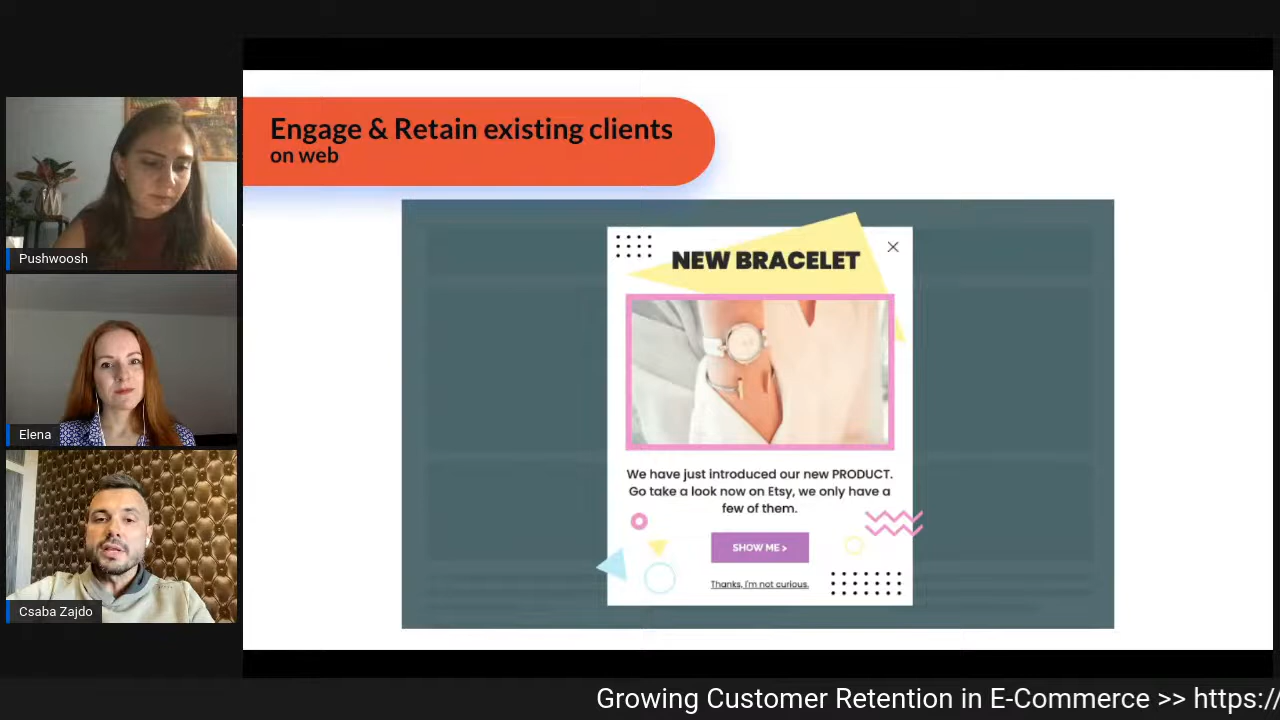 Pushwoosh
Elena
Csaba Zajdo
Engage & Retain existing clients
on web
NEW BRACELET
We have just introduced our new PRODUCT.
Go take a look now on Etsy, we only have a
few of them.
SHOW ME >
Thanks, I'm not curious.
Growing Customer Retention in E-Commerce >> https:/